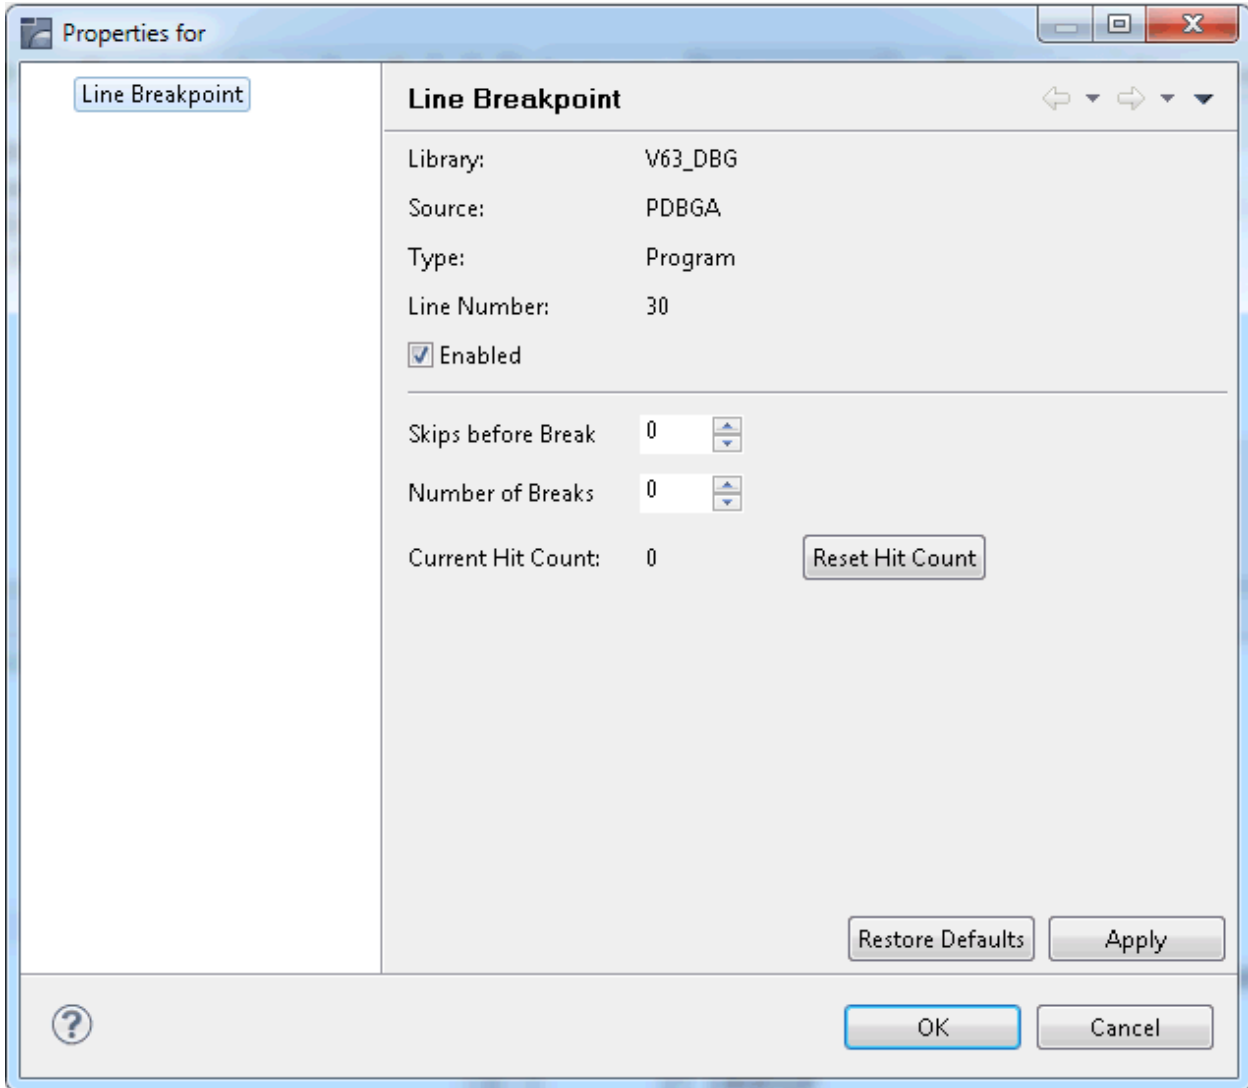 Properties for
Line Breakpoint
Line Breakpoint
Library: V63_DBG
Source: PDBGA
Type: Program
Line Number: 30
Enabled
Skips before Break 0
Number of Breaks 0
Current Hit Count: 0 Reset Hit Count
Restore Defaults Apply
OK Cancel